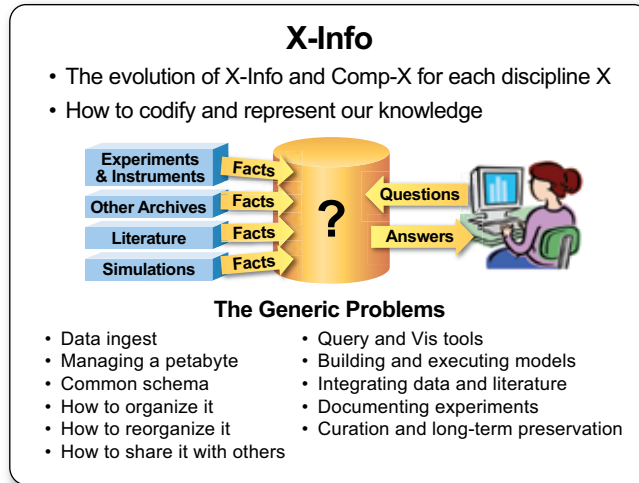 X-Info
• The evolution of X-Info and Comp-X for each discipline X
• How to codify and represent our knowledge
Experiments
& Instruments
Facts
Other Archives
Facts
Literature
Facts
Simulations
Facts
?
Questions
Answers
The Generic Problems
• Data ingest
• Managing a petabyte
• Common schema
• How to organize it
• How to reorganize it
• How to share it with others
• Query and Vis tools
• Building and executing models
• Integrating data and literature
• Documenting experiments
• Curation and long-term preservation